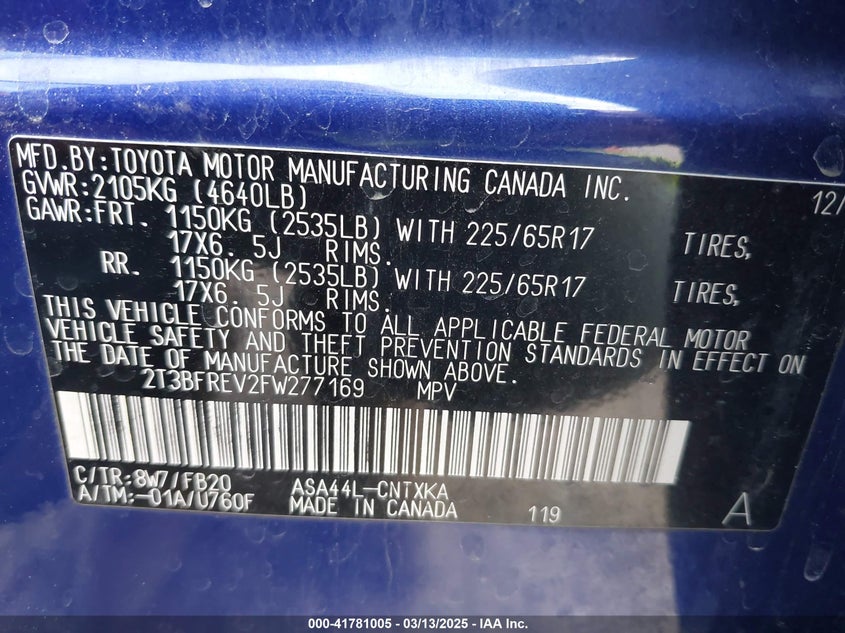 MFD.BY:TOYOTA MOTOR MANUFACTURING CANADA INC. 12/
GVWR:2105KG (4640LB)
GAWR:FRT. 1150KG (2535LB) WITH 225/65R17 TIRES,
17X6. 5J RIMS.
RR. 1150KG (2535LB) WITH 225/65R17 TIRES,
17X6. 5J RIMS.
THIS VEHICLE CONFORMS TO ALL APPLICABLE FEDERAL MOTOR
VEHICLE SAFETY AND THEFT PREVENTION STANDARDS IN EFFECT ON
THE DATE OF MANUFACTURE SHOWN ABOVE.
2T3BFREV2FW277169 MPV
C/TR:8W7/FB20 ASA44L-CNTXKA
A/TM:-01A/U760F MADE IN CANADA 119 A
000-41781005 - 03/13/2025 - IAA Inc.